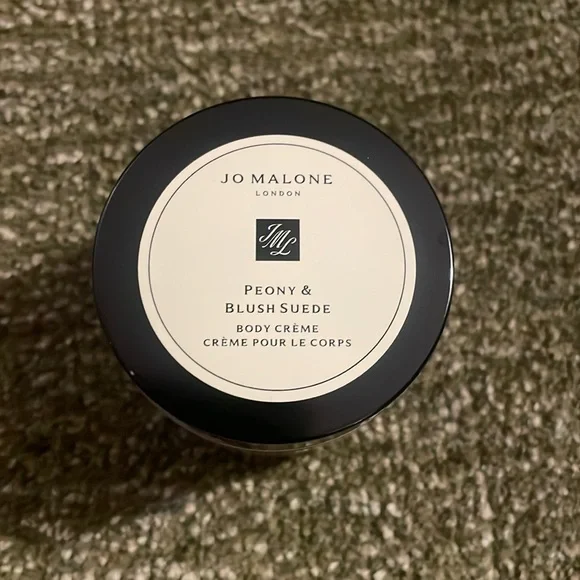 JO MALONE
LONDON
JML
PEONY &
BLUSH SUEDE
BODY CRÈME
CRÈME POUR LE CORPS